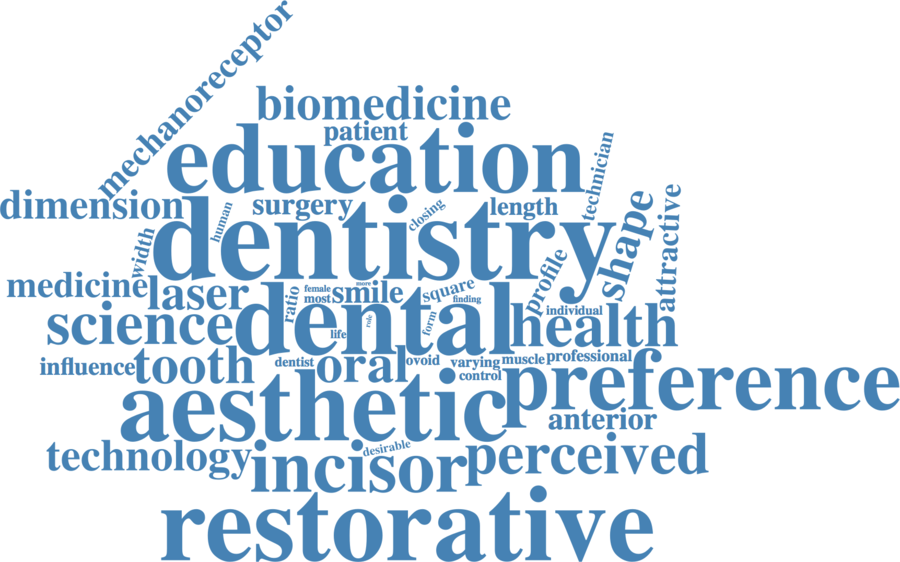 mechanoreceptor
biomedicine
patient
education
technician
dimension
human
surgery
closing
length
shape
attractive
width
dentistry
profile
medicine
laser
ratio
female
most
more
smile
square
finding
individual
science
life
role
dental
form
health
influence
tooth
dentist
oral
ovoid
varying
control
muscle
professional
aesthetic
preference
anterior
technology
incisor
desirable
perceived
restorative